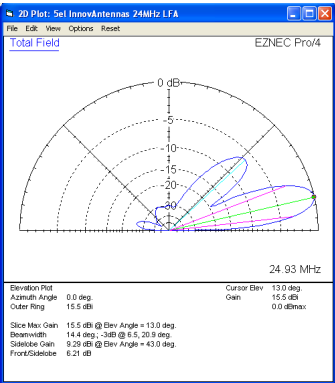 2D Plot: 5el InnovAntennas 24MHz LFA
File Edit View Options Reset
Total Field
EZNEC Pro/4
0 dB
-5
-10
-15
-20
-30
24.93 MHz
Elevation Plot
Cursor Elev 13.0 deg.
Azimuth Angle 0.0 deg.
Gain 15.5 dBi
Outer Ring 15.5 dBi
0.0 dBmax
Slice Max Gain 15.5 dBi @ Elev Angle = 13.0 deg.
Beamwidth 14.4 deg.; -3dB @ 6.5, 20.9 deg.
Sidelobe Gain 9.29 dBi @ Elev Angle = 43.0 deg.
Front/Sidelobe 6.21 dB